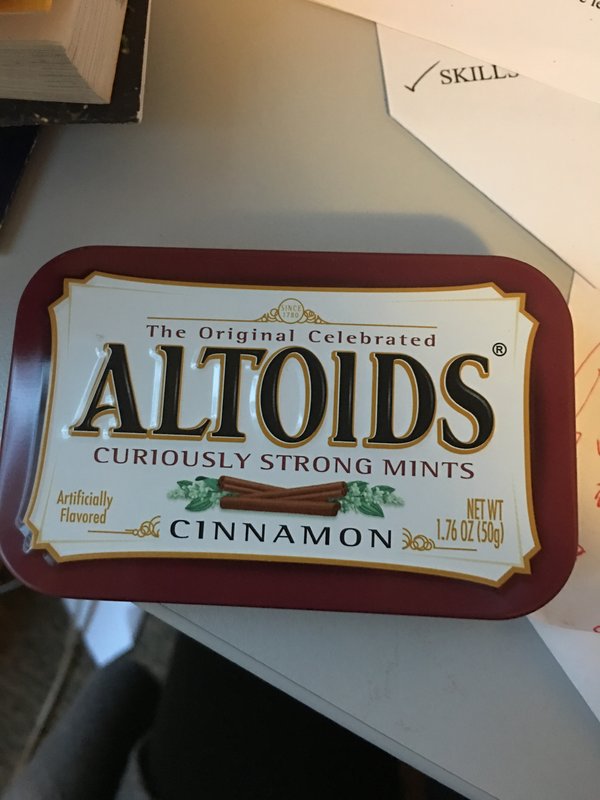 SKILLS
SINCE
1780
The Original Celebrated
ALTOIDS®
CURIOUSLY STRONG MINTS
Artificially
Flavored
CINNAMON
NET WT
1.76 OZ (50g)